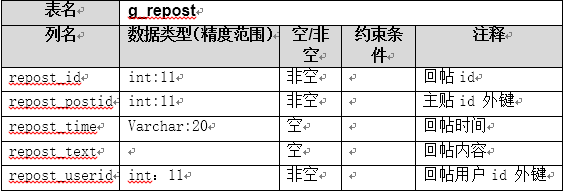 表名 g_repost
列名 数据类型(精度范围) 空/非空 约束条件 注释
repost_id int:11 非空 回帖 id
repost_postid int:11 非空 主贴 id 外键
repost_time Varchar:20 空 回帖时间
repost_text 空 回帖内容
repost_userid int：11 非空 回帖用户 id 外键